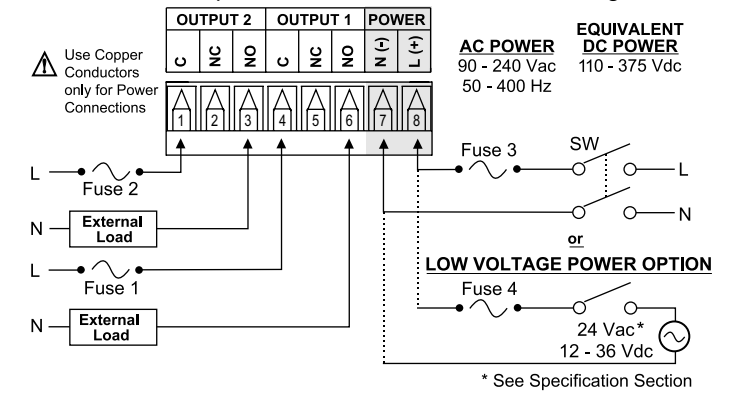 OUTPUT 2 OUTPUT 1 POWER
C NC NO C NC NO N (-) L (+)
1 2 3 4 5 6 7 8
Use Copper
Conductors
only for Power
Connections
AC POWER
90 - 240 Vac
50 - 400 Hz
EQUIVALENT
DC POWER
110 - 375 Vdc
L
Fuse 2
N
External
Load
L
Fuse 1
N
External
Load
Fuse 3
SW
L
N
or
LOW VOLTAGE POWER OPTION
Fuse 4
24 Vac*
12 - 36 Vdc
* See Specification Section